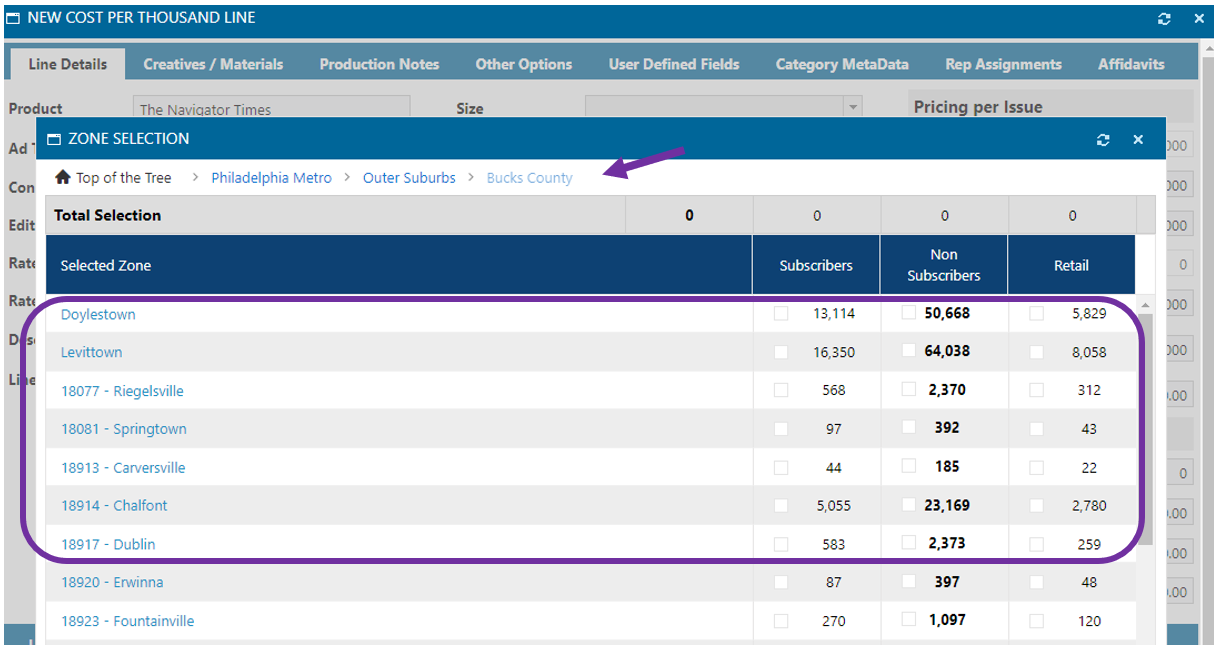 NEW COST PER THOUSAND LINE
Line Details Creatives / Materials Production Notes Other Options User Defined Fields Category MetaData Rep Assignments Affidavits
Product The Navigator Times Size Pricing per Issue
Ad
ZONE SELECTION
000
Top of the Tree > Philadelphia Metro > Outer Suburbs > Bucks County
Con
000
Total Selection 0 0 0 0
Edit
000
Selected Zone Subscribers Non Subscribers Retail
Rate
0
Rate
000
Doylestown 13,114 50,668 5,829
Des
000
Levittown 16,350 64,038 8,058
Line
.00
18077 - Riegelsville 568 2,370 312
18081 - Springtown 97 392 43
18913 - Carversville 44 185 22
0
18914 - Chalfont 5,055 23,169 2,780
.00
18917 - Dublin 583 2,373 259
.00
18920 - Erwinna 87 397 48
.00
18923 - Fountainville 270 1,097 120